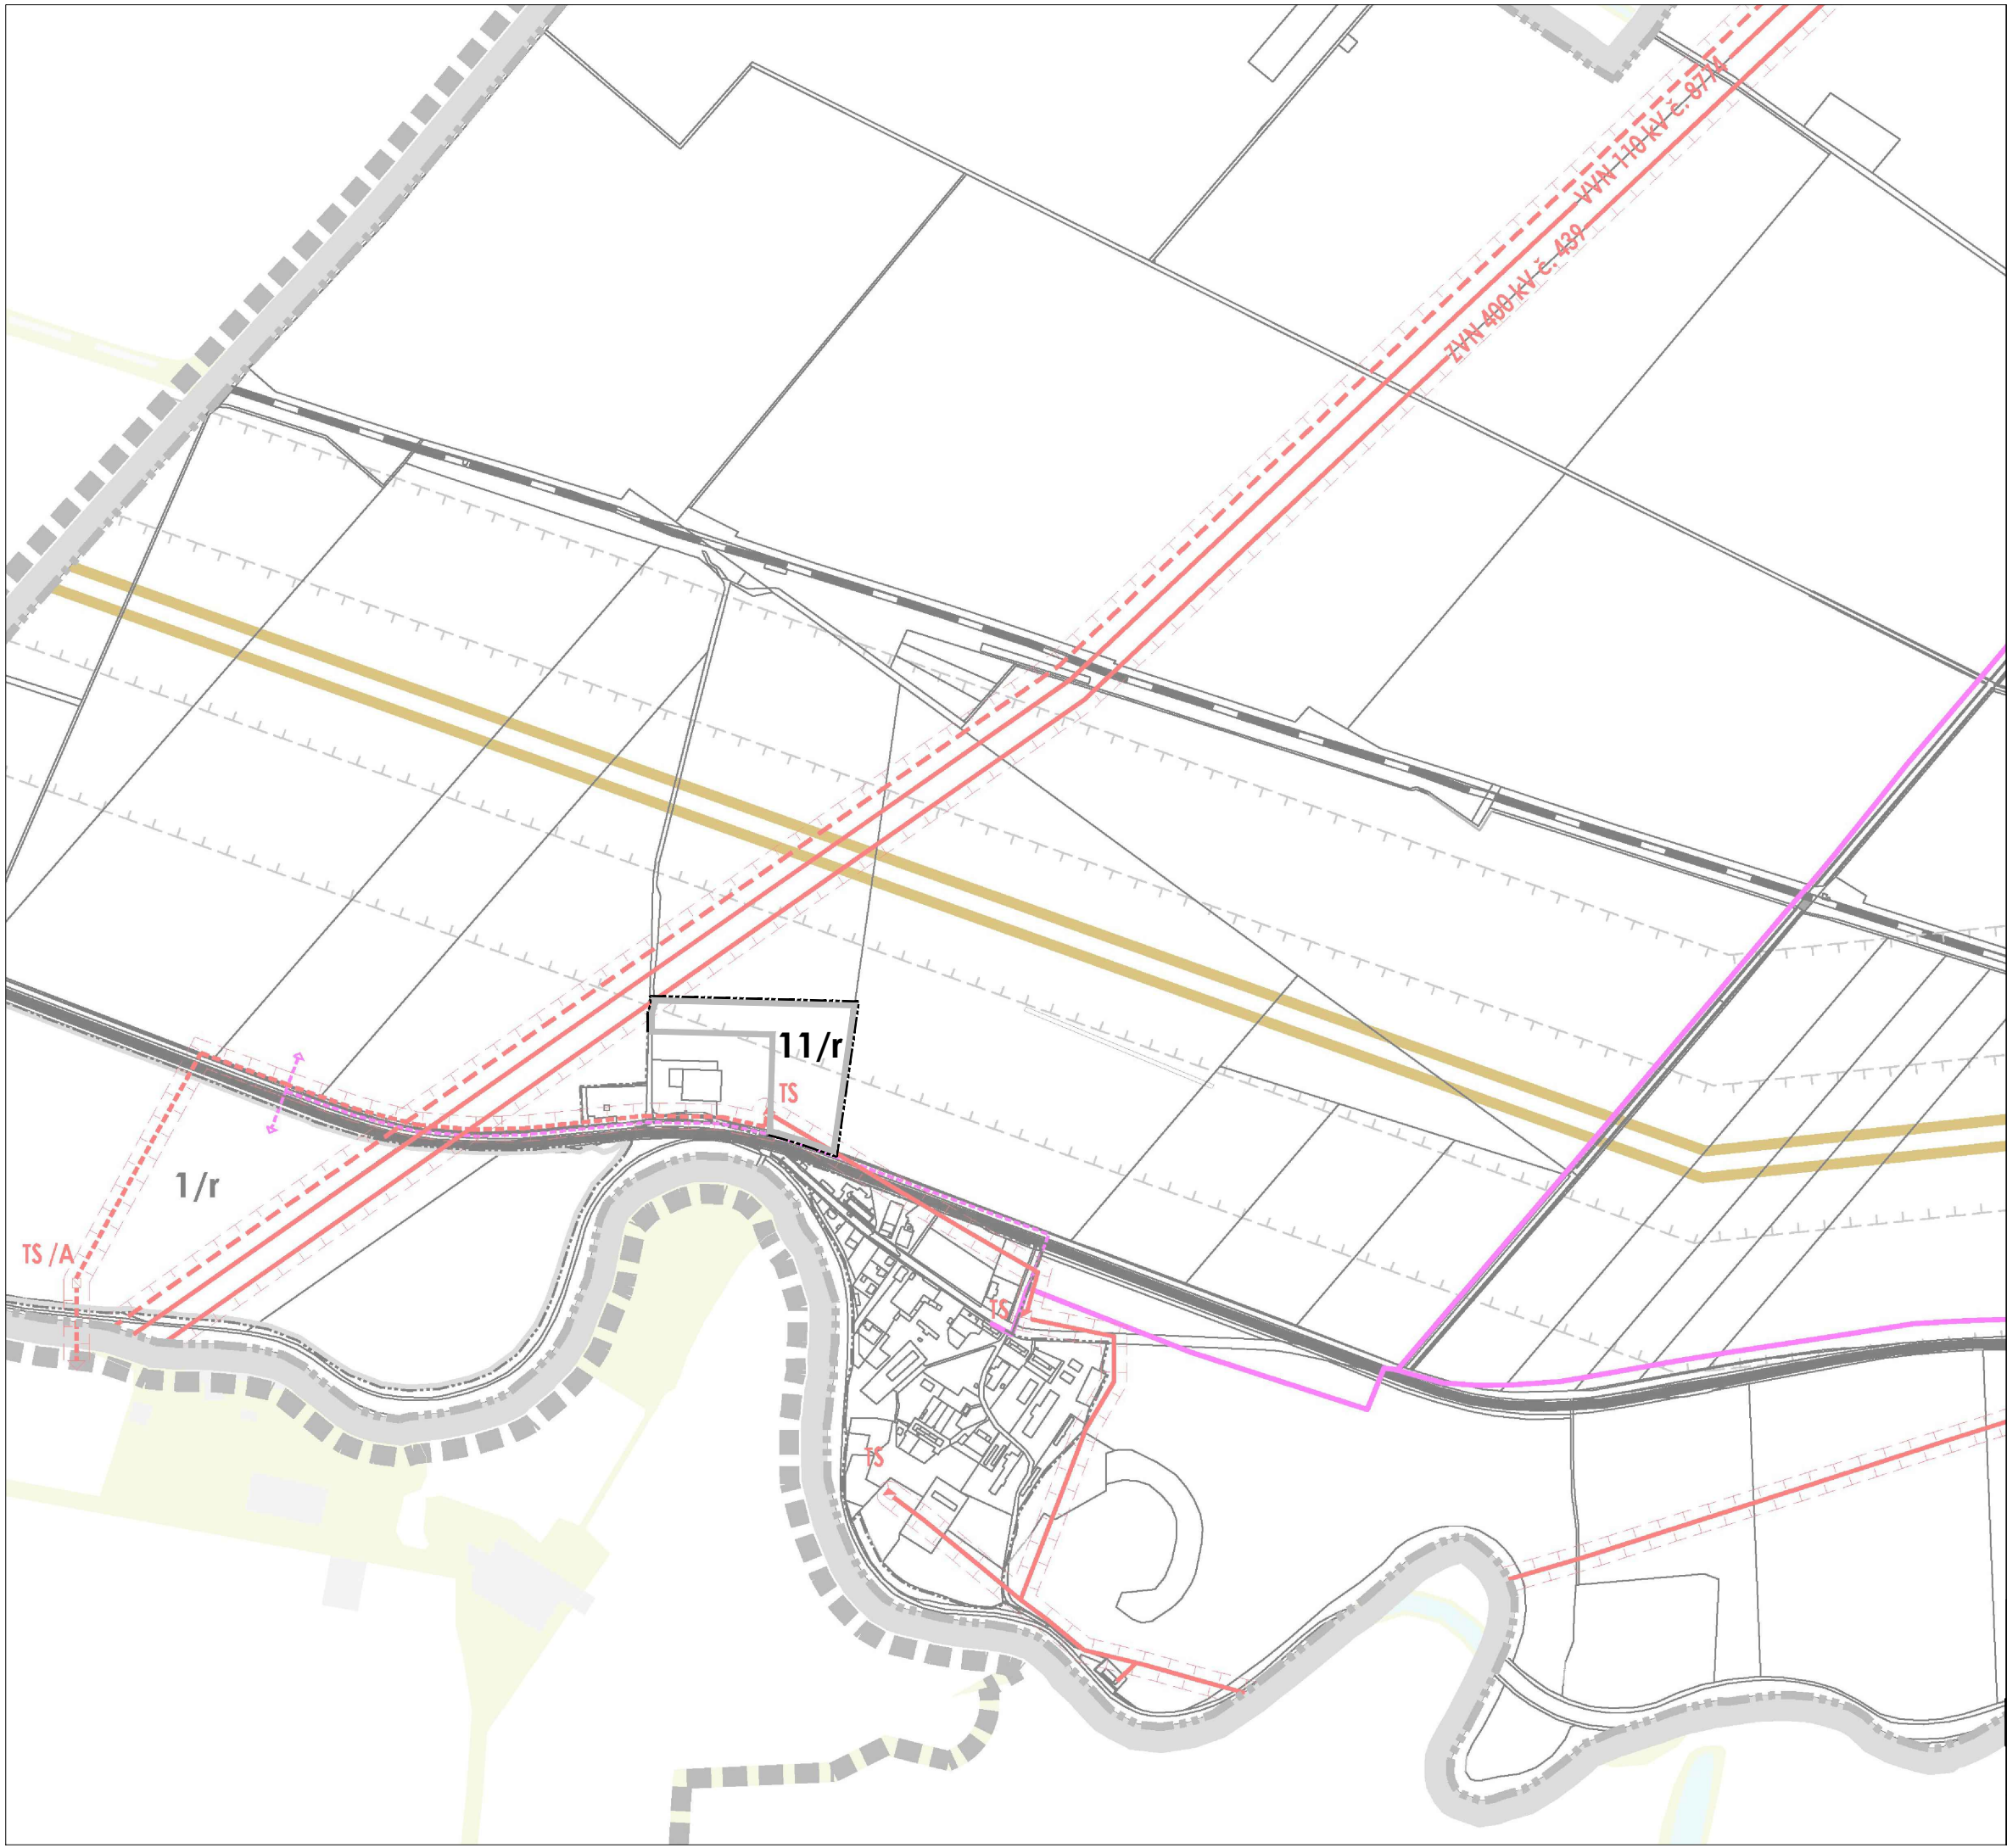 VVN 110 kV č. 8774
ZVN 400 kV č. 439
11/r
TS
1/r
TS /A
TS
TS